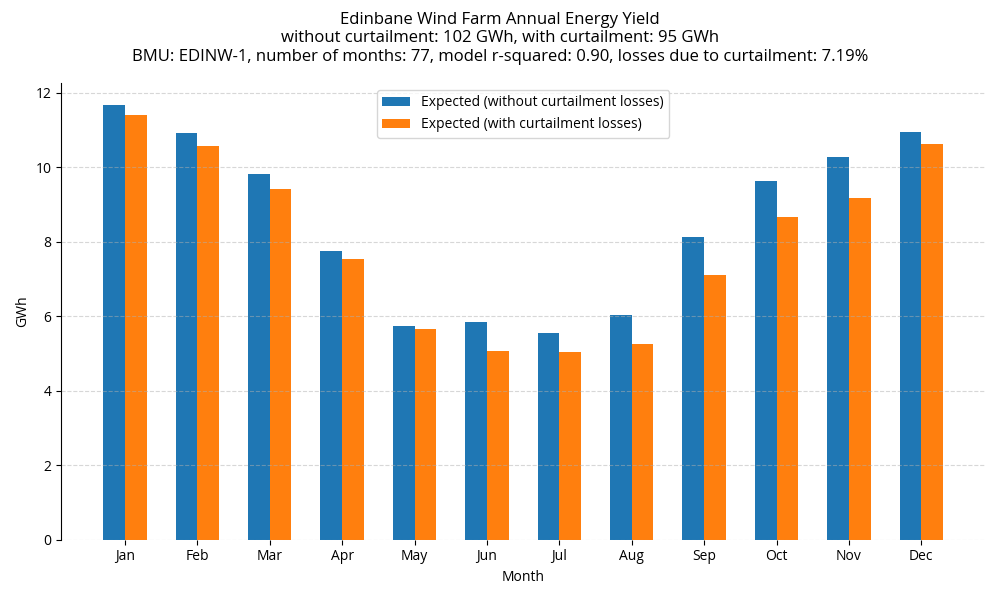 Edinbane Wind Farm Annual Energy Yield
without curtailment: 102 GWh, with curtailment: 95 GWh
BMU: EDINW-1, number of months: 77, model r-squared: 0.90, losses due to curtailment: 7.19%
Expected (without curtailment losses)
Expected (with curtailment losses)
GWh
12
10
8
6
4
2
0
Jan Feb Mar Apr May Jun Jul Aug Sep Oct Nov Dec
Month